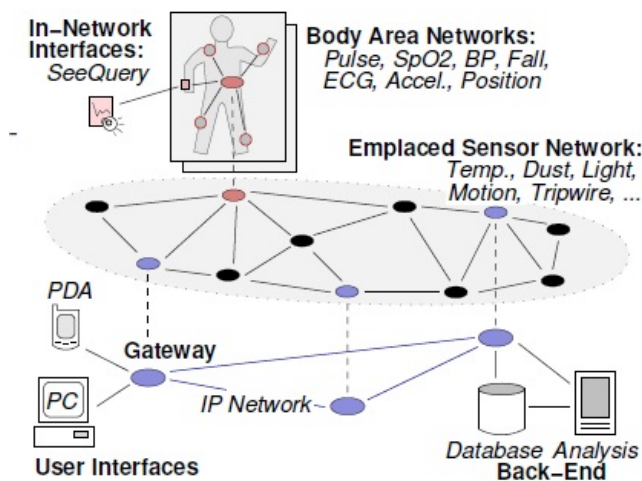 In-Network
Interfaces:
SeeQuery
Body Area Networks:
Pulse, SpO2, BP, Fall,
ECG, Accel., Position
Emplaced Sensor Network:
Temp., Dust, Light,
Motion, Tripwire, ...
PDA
Gateway
PC
IP Network
User Interfaces
Database Analysis
Back-End